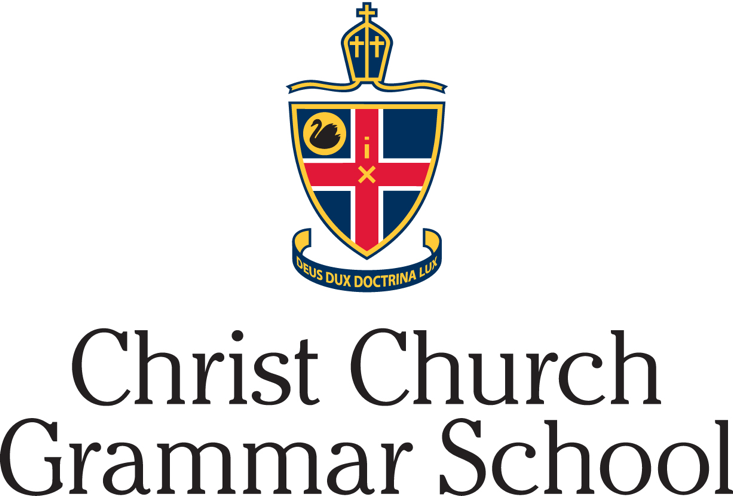 i
x
DEUS DUX DOCTRINA LUX
Christ Church
Grammar School